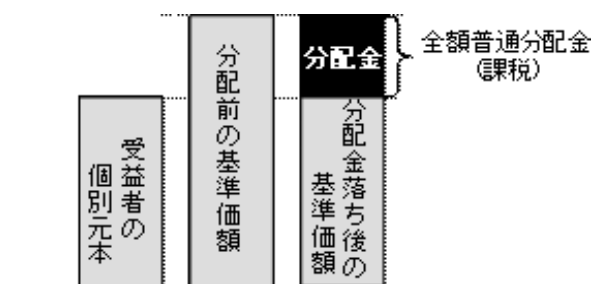 受益者の
個別元本
分配前の基準価額
分配金
分配金落ち後の
基準価額
全額普通分配金
(課税)